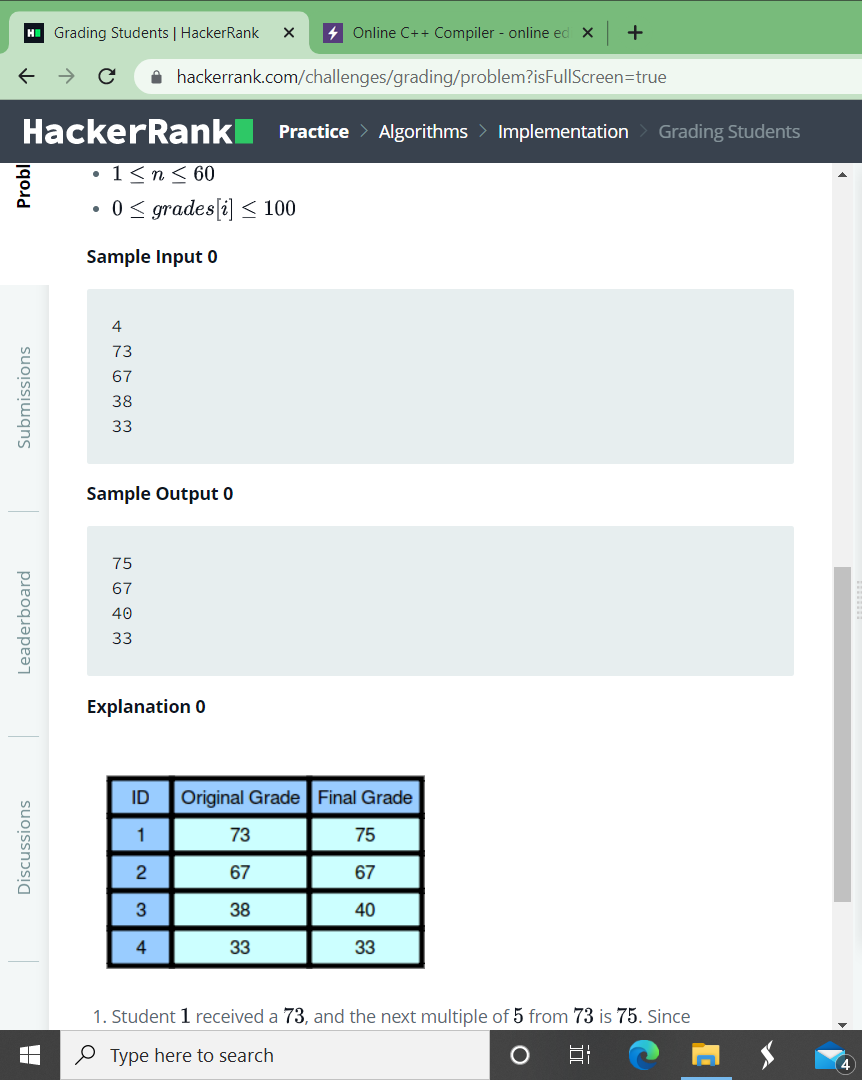 Grading Students | HackerRank
Online C++ Compiler - online ed
hackerrank.com/challenges/grading/problem?isFullScreen=true
HackerRank
Practice > Algorithms > Implementation > Grading Students
Probl
• 1 ≤ n ≤ 60
• 0 ≤ grades[i] ≤ 100
Sample Input 0
4
73
67
38
33
Submissions
Sample Output 0
75
67
40
33
Leaderboard
Explanation 0
ID Original Grade Final Grade
1 73 75
2 67 67
3 38 40
4 33 33
Discussions
1. Student 1 received a 73, and the next multiple of 5 from 73 is 75. Since
Type here to search
4